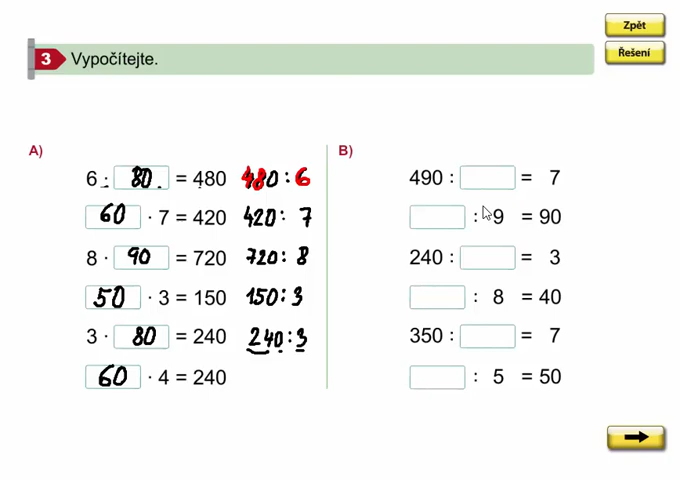 Zpět
Řešení
3 Vypočítejte.
A)
6 · 80 = 480 480 : 6
60 · 7 = 420 420 : 7
8 · 90 = 720 720 : 8
50 · 3 = 150 150 : 3
3 · 80 = 240 240 : 3
60 · 4 = 240
B)
490 : = 7
: 9 = 90
240 : = 3
: 8 = 40
350 : = 7
: 5 = 50